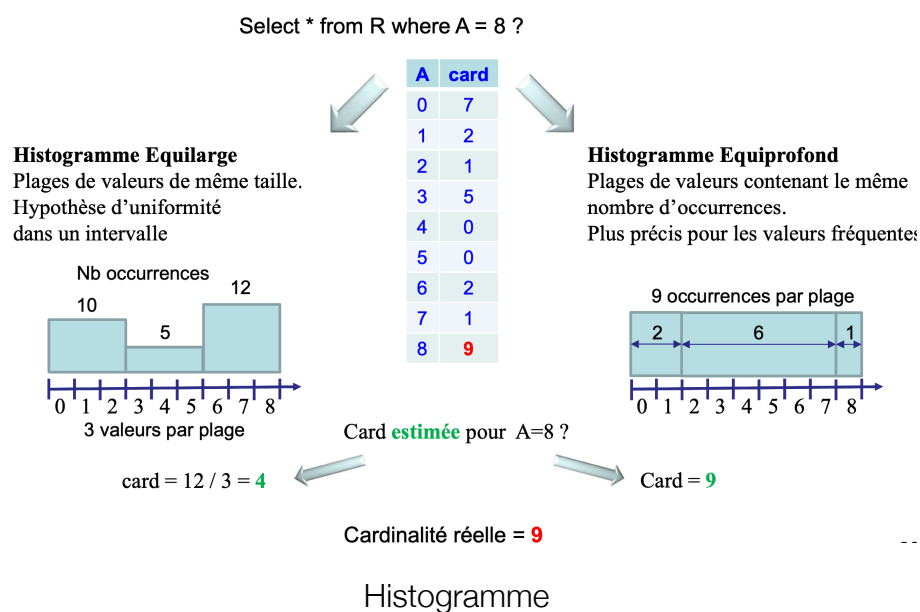 Select * from R where A = 8 ?
A card
0 7
1 2
2 1
3 5
4 0
5 0
6 2
7 1
8 9
Histogramme Equilarge
Plages de valeurs de même taille.
Hypothèse d’uniformité
dans un intervalle
Nb occurrences
10
5
12
0 1 2 3 4 5 6 7 8
3 valeurs par plage
Histogramme Equiprofond
Plages de valeurs contenant le même
nombre d’occurrences.
Plus précis pour les valeurs fréquentes
9 occurrences par plage
2 6 1
0 1 2 3 4 5 6 7 8
Card estimée pour A=8 ?
card = 12 / 3 = 4
Card = 9
Cardinalité réelle = 9
Histogramme